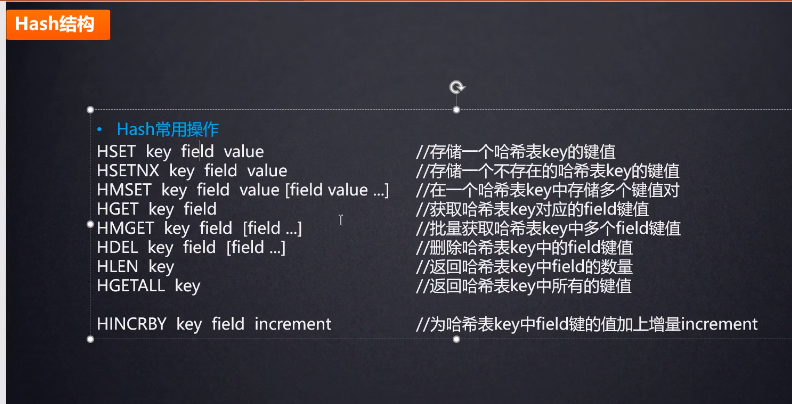 Hash结构
• Hash常用操作
HSET key field value //存储一个哈希表key的键值
HSETNX key field value //存储一个不存在的哈希表key的键值
HMSET key field value [field value ...] //在一个哈希表key中存储多个键值对
HGET key field //获取哈希表key对应的field键值
HMGET key field [field ...] //批量获取哈希表key中多个field键值
HDEL key field [field ...] //删除哈希表key中的field键值
HLEN key //返回哈希表key中field的数量
HGETALL key //返回哈希表key中所有的键值
HINCRBY key field increment //为哈希表key中field键的值加上增量increment